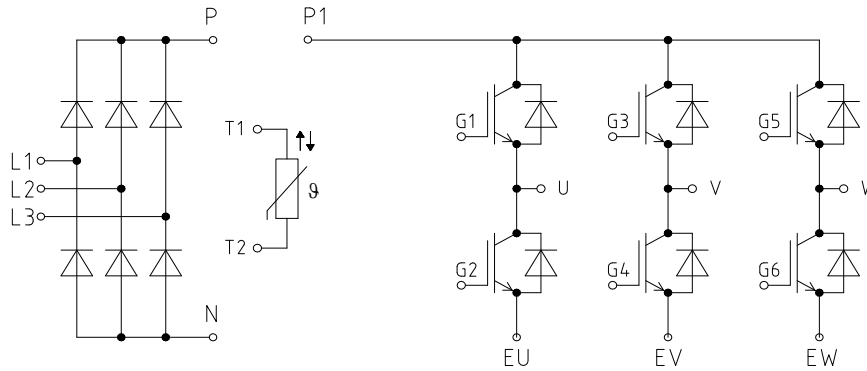 P P1
T1
G1 G3 G5
L1
L2 U V W
L3 ϑ
T2
G2 G4 G6
N
EU EV EW